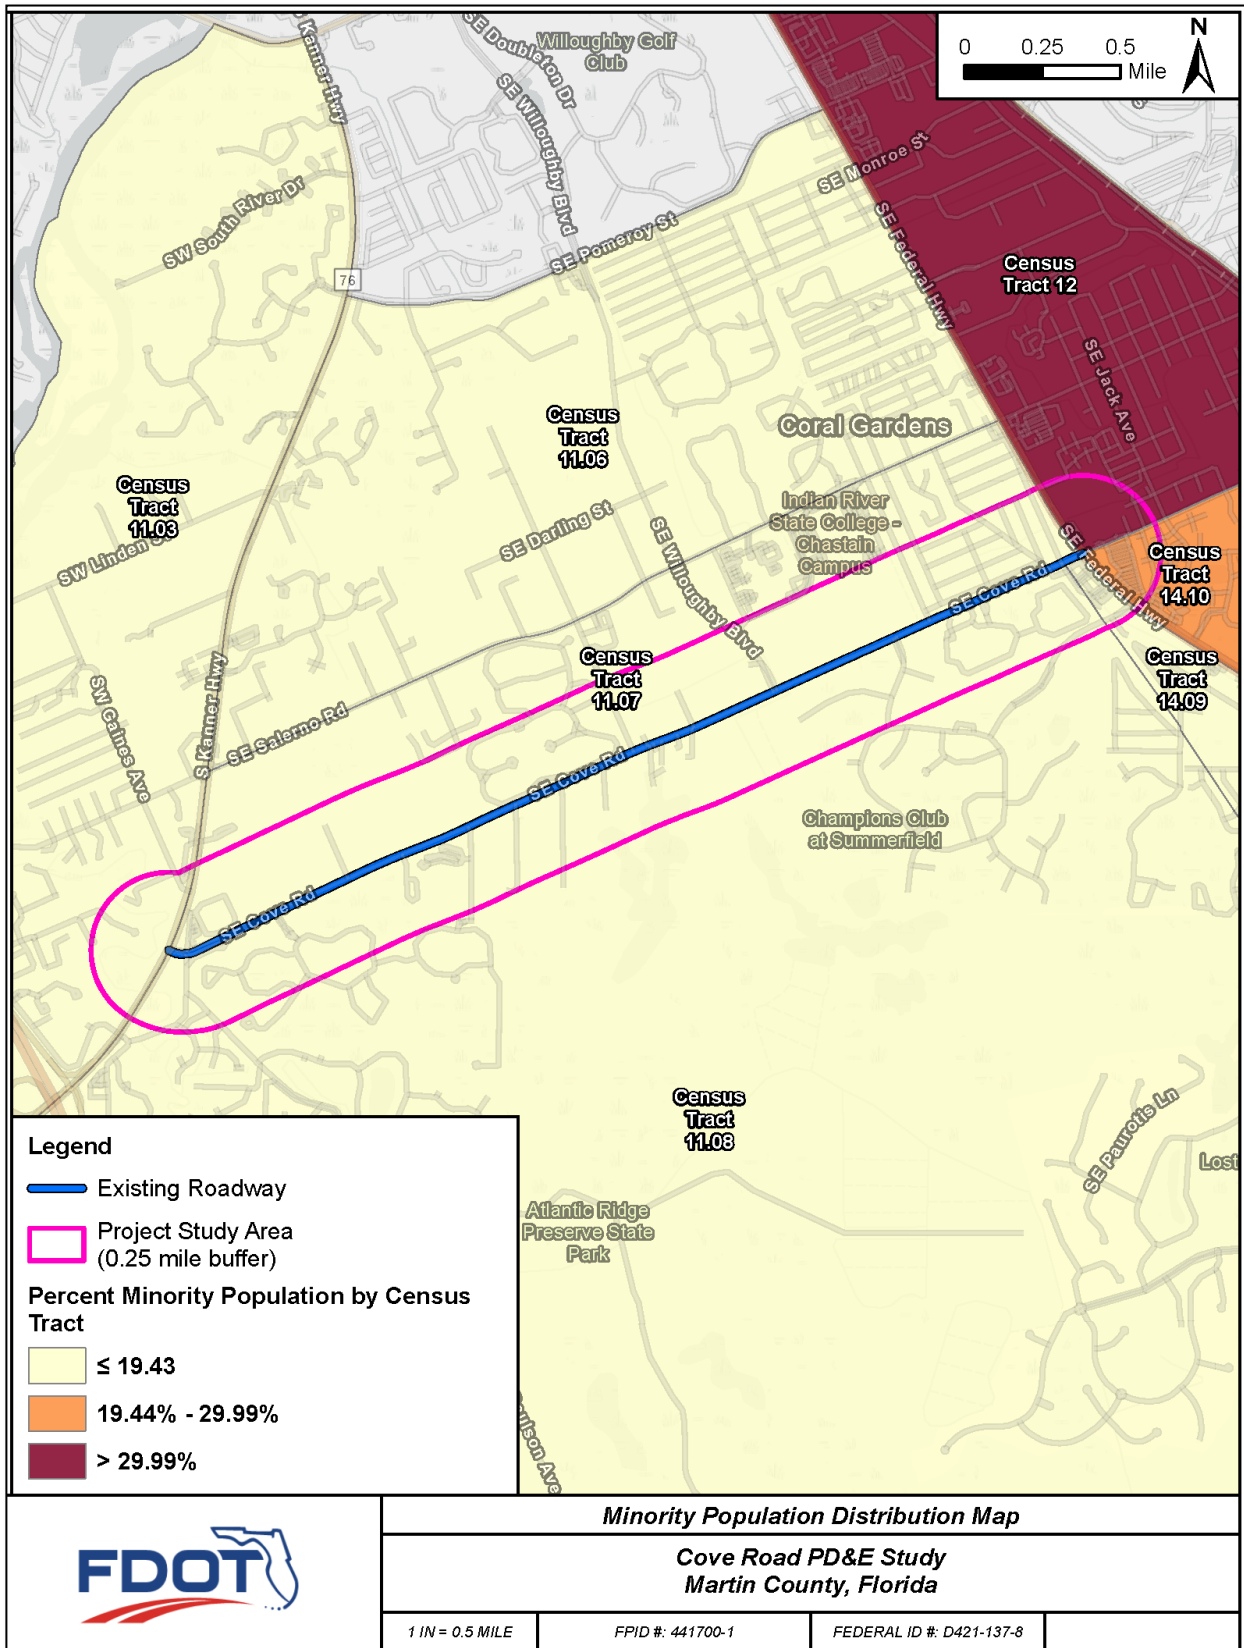 0 0.25 0.5
Mile
N
S Kanner Hwy
SE Doubleton Dr
Willoughby Golf
Club
SE Willoughby Blvd
SW South River Dr
76
SE Pomeroy St
SE Monroe St
SE Federal Hwy
Census
Tract 12
SE Jack Ave
Census
Tract
11.06
Coral Gardens
Census
Tract
11.03
SW Linden S
SE Darling St
SE Willoughby Blvd
Indian River
State College -
Chastain
Campus
SE Federal Hwy
Census
Tract
14.10
SE Cove Rd
Census
Tract
11.07
Census
Tract
14.09
SW Gaines Ave
S Kanner Hwy
SE Salerno Rd
SE Cove Rd
Champions Club
at Summerfield
SE Cove Rd
Census
Tract
11.08
SE Paurotis Ln
Lost
Atlantic Ridge
Preserve State
Park
ulson Ave
Legend
Existing Roadway
Project Study Area
(0.25 mile buffer)
Percent Minority Population by Census
Tract
≤ 19.43
19.44% - 29.99%
> 29.99%
FDOT
Minority Population Distribution Map
Cove Road PD&E Study
Martin County, Florida
1 IN = 0.5 MILE
FPID #: 441700-1
FEDERAL ID #: D421-137-8